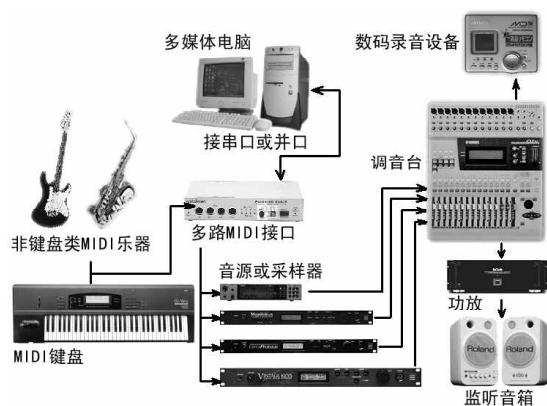 多媒体电脑
数码录音设备
接串口或并口
调音台
非键盘类MIDI乐器
多路MIDI接口
音源或采样器
功放
MIDI键盘
Roland
Roland
监听音箱